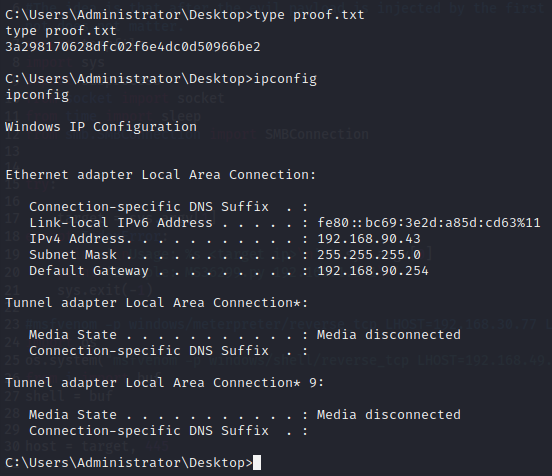 C:\Users\Administrator\Desktop>type proof.txt
type proof.txt
3a298170628dfc02f6e4dc0d50966be2
C:\Users\Administrator\Desktop>ipconfig
ipconfig
Windows IP Configuration
Ethernet adapter Local Area Connection:
Connection-specific DNS Suffix . :
Link-local IPv6 Address . . . . . : fe80::bc69:3e2d:a85d:cd63%11
IPv4 Address. . . . . . . . . . . : 192.168.90.43
Subnet Mask . . . . . . . . . . . : 255.255.255.0
Default Gateway . . . . . . . . . : 192.168.90.254
Tunnel adapter Local Area Connection*:
Media State . . . . . . . . . . . : Media disconnected
Connection-specific DNS Suffix . :
Tunnel adapter Local Area Connection* 9:
Media State . . . . . . . . . . . : Media disconnected
Connection-specific DNS Suffix . :
C:\Users\Administrator\Desktop>